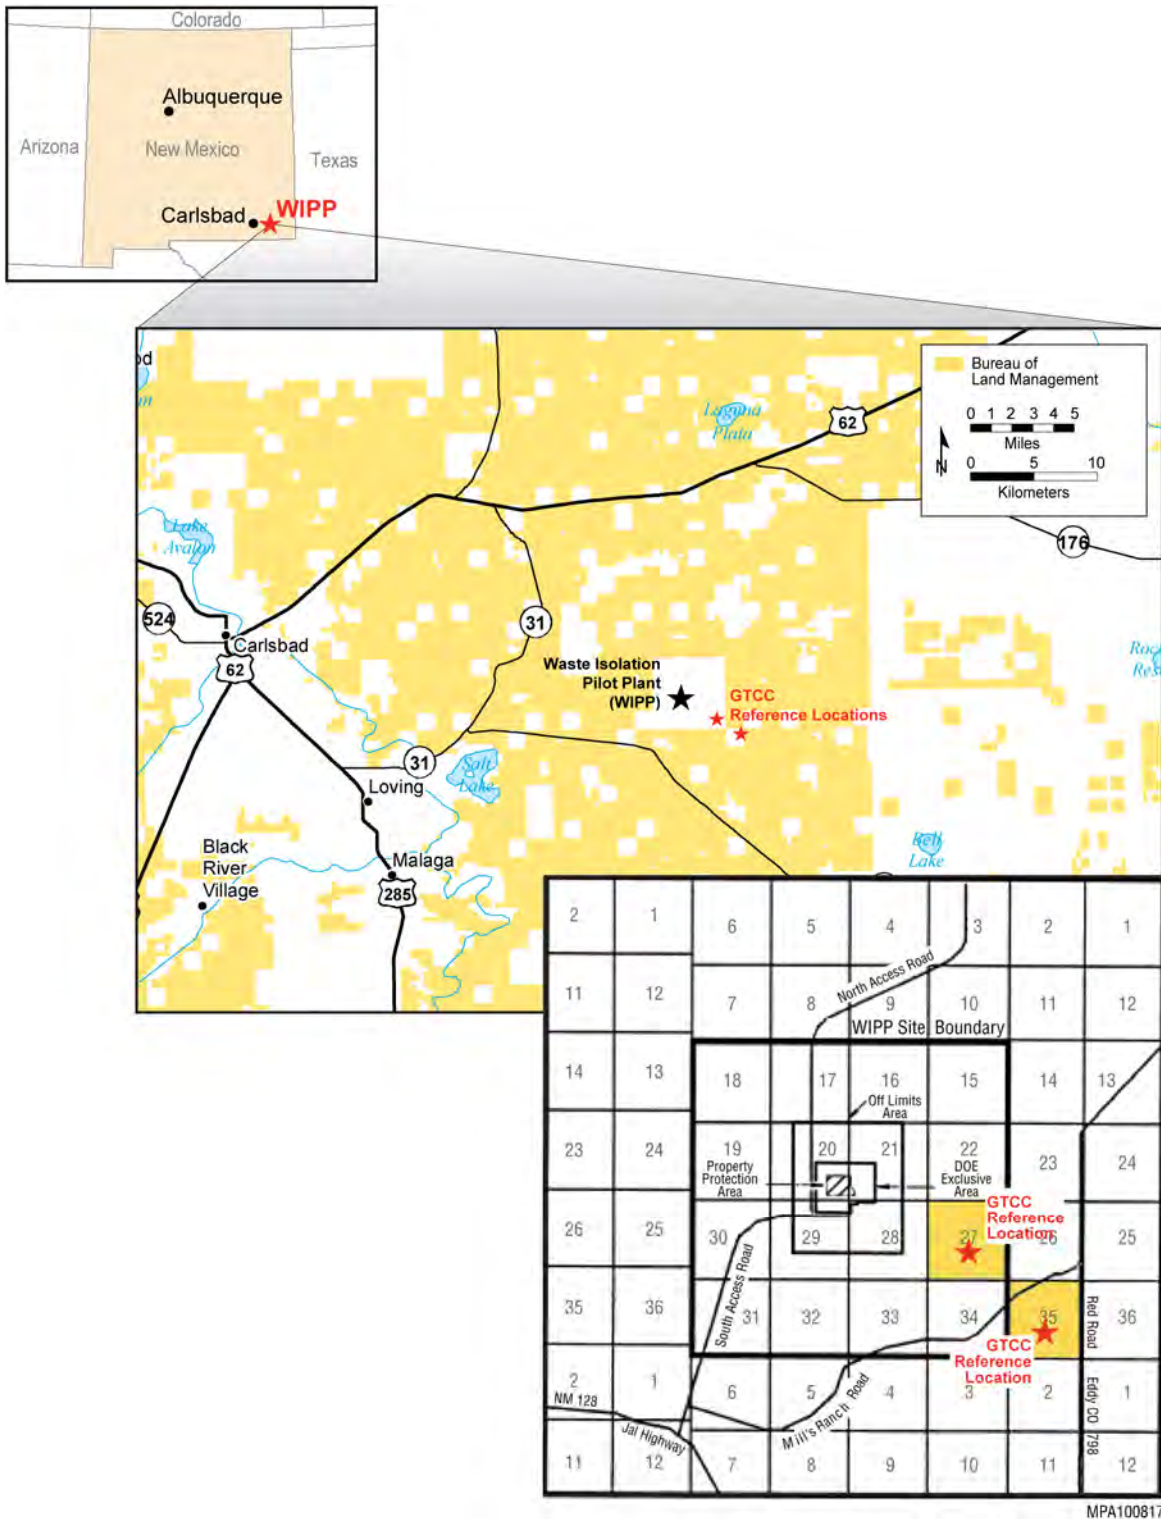 Colorado
Albuquerque
Arizona
New Mexico
Texas
Carlsbad
WIPP
Bureau of
Land Management
0 1 2 3 4 5
Miles
N
0 5 10
Kilometers
Laguna
Plata
62
176
Lake
Avalon
524
Carlsbad
62
31
Waste Isolation
Pilot Plant
(WIPP)
GTCC
Reference Locations
31
Salt
Lake
Loving
Black
River
Village
Malaga
285
Bell
Lake
2 1 6 5 4 3 2 1
North Access Road
11 12 7 8 9 10 11 12
WIPP Site Boundary
14 13 18 17 16 15 14 13
Off Limits
Area
23 24 19 20 21 22 23 24
Property
Protection
Area
DOE
Exclusive
Area
GTCC
Reference
Location
26 25 30 29 28 27 26 25
South Access Road
35 36 31 32 33 34 35 36
Red Road
GTCC
Reference
Location
2 1 6 5 4 3 2 1
NM 128
Mill's Ranch Road
Eddy CO 798
Jal Highway
11 12 7 8 9 10 11 12
MPA100817